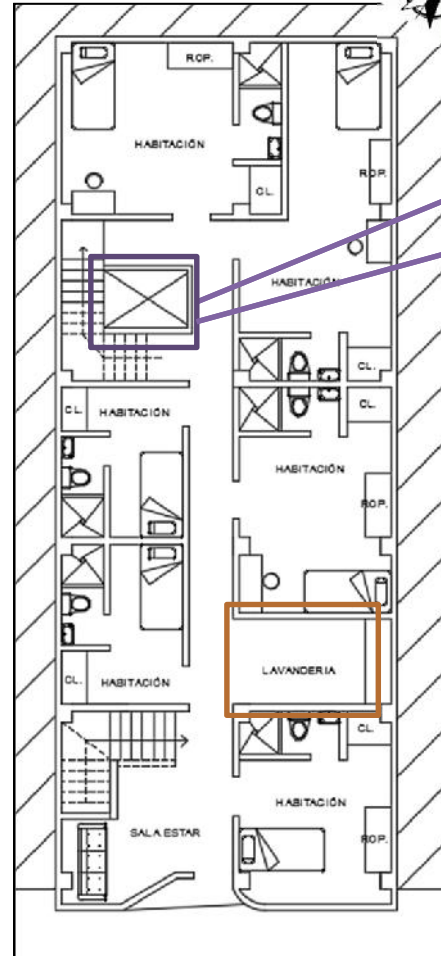 ROP.
HABITACIÓN
CL.
ROP.
HABITACIÓN
CL.
CL.
HABITACIÓN
CL.
HABITACIÓN
ROP.
LAVANDERIA
CL.
HABITACIÓN
CL.
HABITACIÓN
SALA ESTAR
ROP.